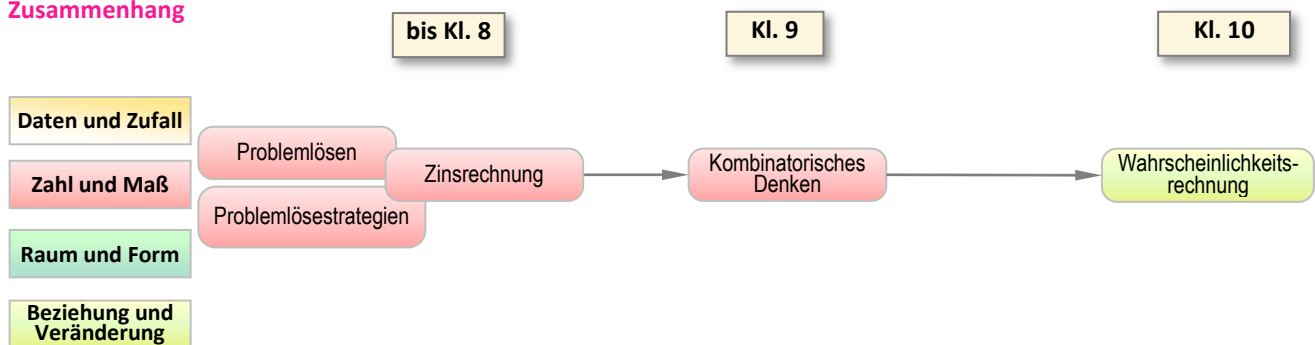 Zusammenhang
bis Kl. 8
Kl. 9
Kl. 10
Daten und Zufall
Zahl und Maß
Raum und Form
Beziehung und
Veränderung
Problemlösen
Problemlösestrategien
Zinsrechnung
Kombinatorisches
Denken
Wahrscheinlichkeits-
rechnung